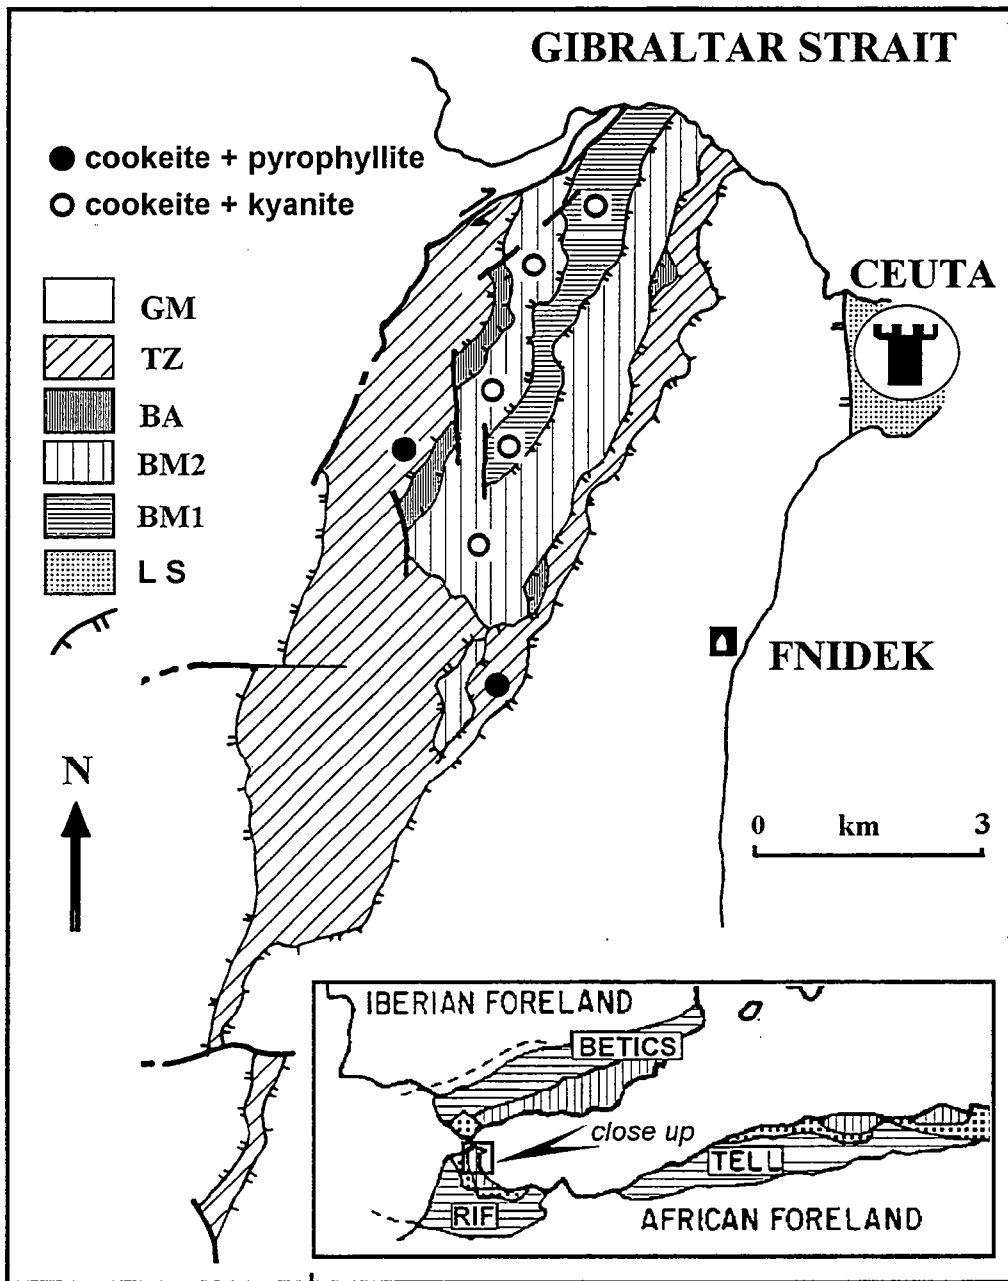 GIBRALTAR STRAIT
cookeite + pyrophyllite
cookeite + kyanite
GM
TZ
BA
BM2
BM1
L S
CEUTA
FNIDEK
N
0 km 3
IBERIAN FORELAND
BETICS
close up
TELL
RIF
AFRICAN FORELAND